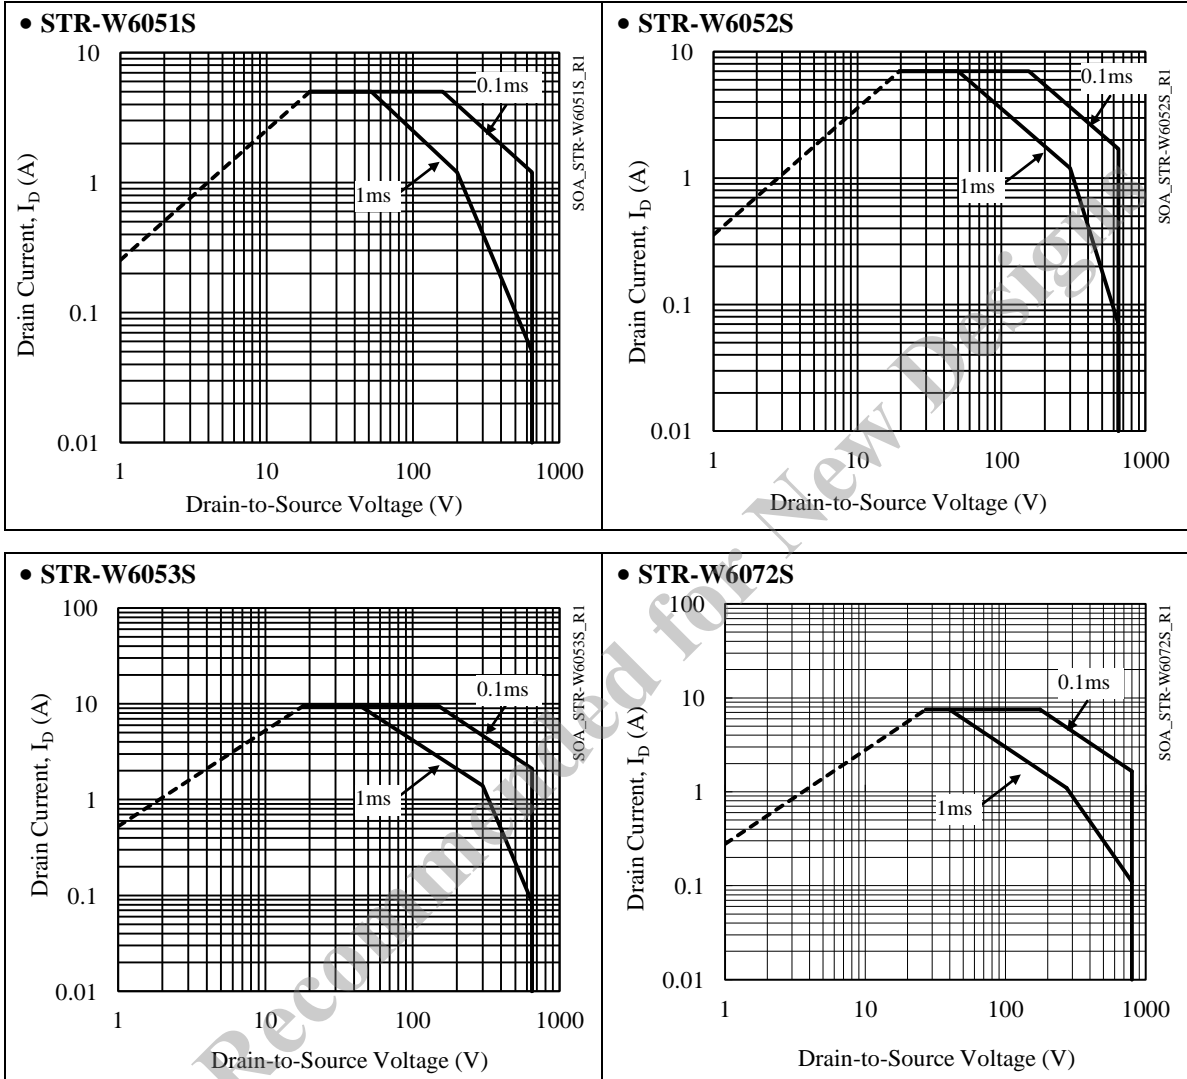 • STR-W6051S
10
1
0.1
0.01
1 10 100 1000
Drain Current, I_D (A)
Drain-to-Source Voltage (V)
0.1ms
1ms
SOA_STR-W6051S_R1
• STR-W6052S
10
1
0.1
0.01
1 10 100 1000
Drain Current, I_D (A)
Drain-to-Source Voltage (V)
0.1ms
1ms
SOA_STR-W6052S_R1
• STR-W6053S
100
10
1
0.1
0.01
1 10 100 1000
Drain Current, I_D (A)
Drain-to-Source Voltage (V)
0.1ms
1ms
SOA_STR-W6053S_R1
• STR-W6072S
100
10
1
0.1
0.01
1 10 100 1000
Drain Current, I_D (A)
Drain-to-Source Voltage (V)
0.1ms
1ms
SOA_STR-W6072S_R1
Recommended for New Designs